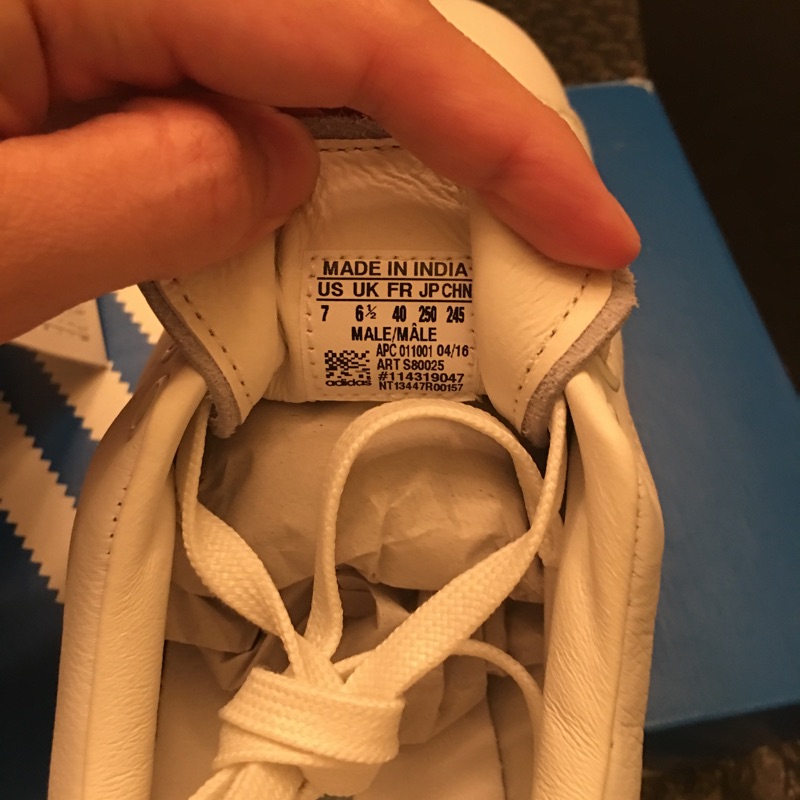 MADE IN INDIA
US UK FR JP CHN
7 6½ 40 250 245
MALE/MÂLE
APC 011001 04/16
ART S80025
#114319047
adidas NT13447R00157